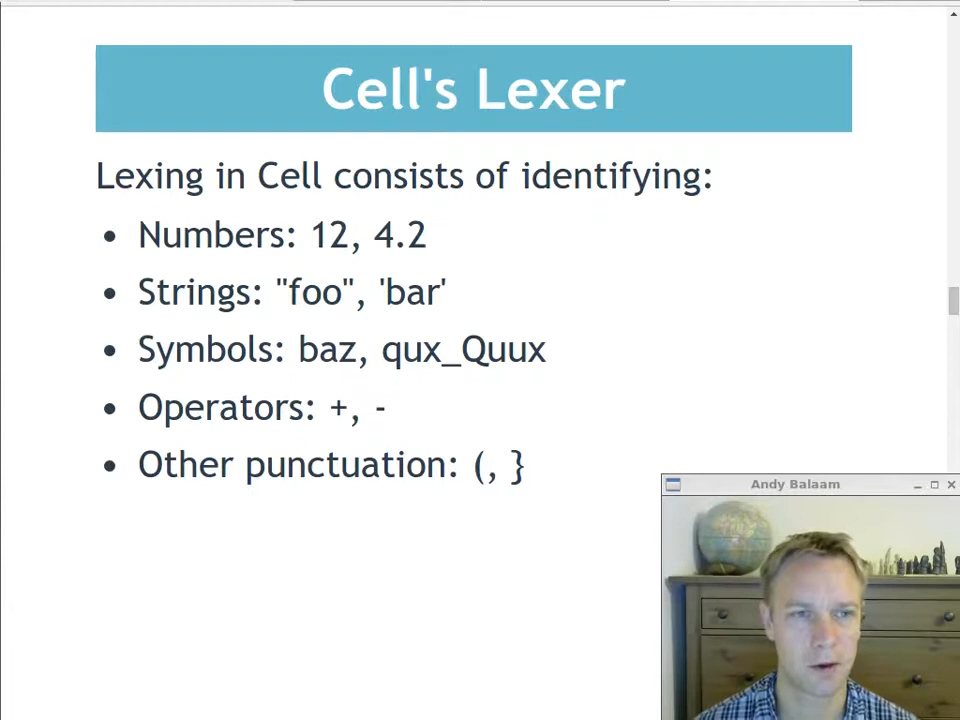 Cell's Lexer
Lexing in Cell consists of identifying:
• Numbers: 12, 4.2
• Strings: "foo", 'bar'
• Symbols: baz, qux_Quux
• Operators: +, -
• Other punctuation: (, }
Andy Balaam